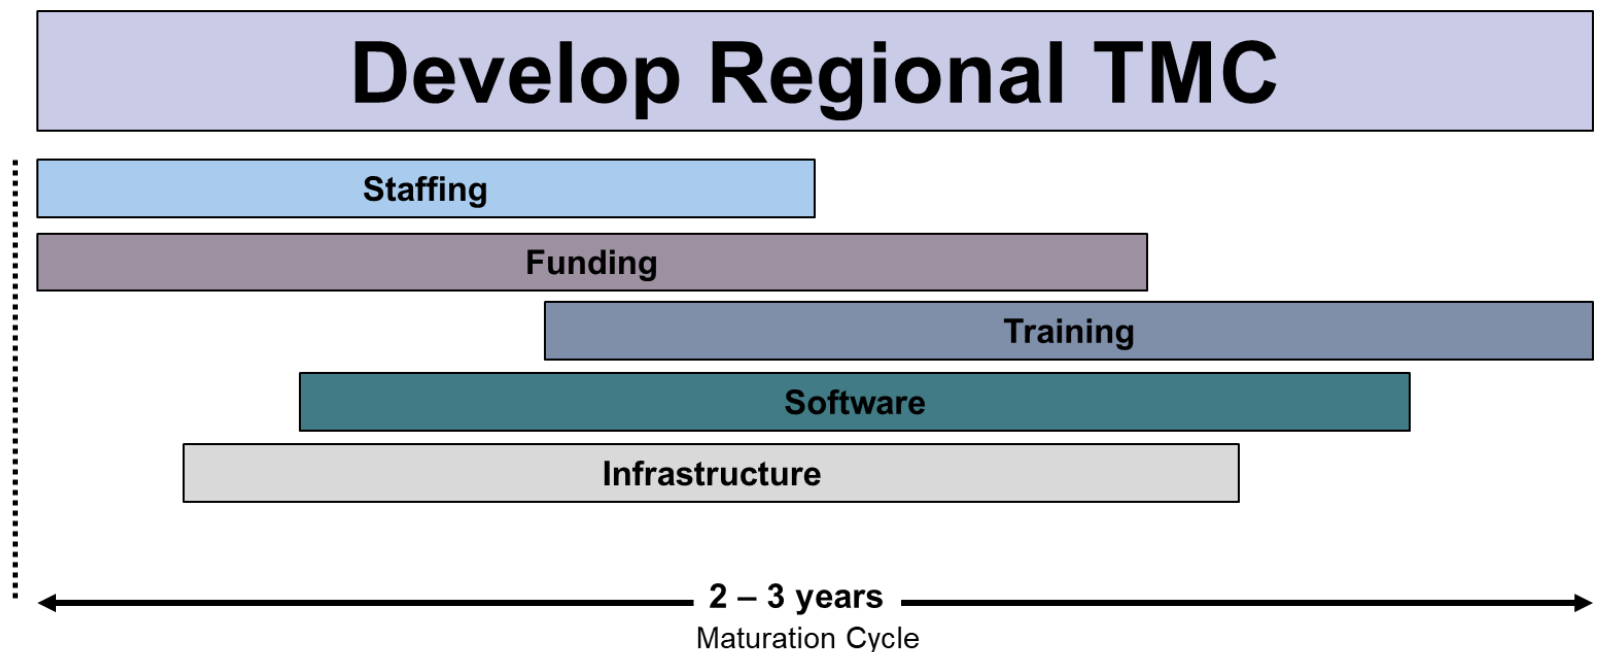 Develop Regional TMC
Staffing
Funding
Training
Software
Infrastructure
2 – 3 years
Maturation Cycle